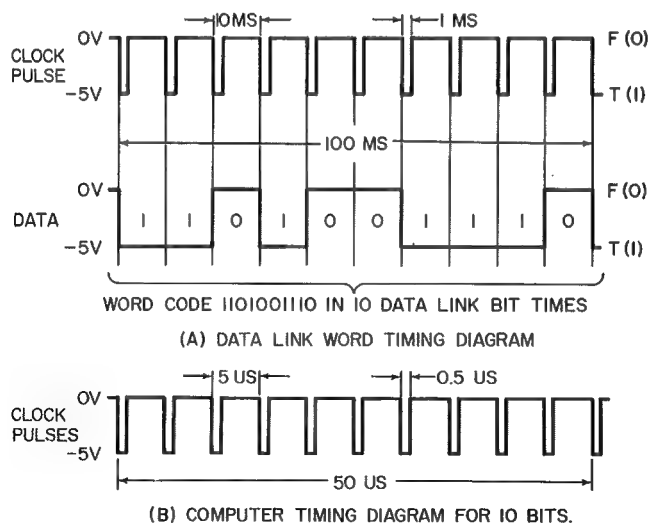 10 MS 1 MS
0V F (0)
CLOCK
PULSE
-5V T (1)
100 MS
0V F (0)
DATA 1 1 0 1 0 0 1 1 1 0
-5V T (1)
WORD CODE 1101001110 IN 10 DATA LINK BIT TIMES
(A) DATA LINK WORD TIMING DIAGRAM
5 US 0.5 US
0V
CLOCK
PULSES
-5V
50 US
(B) COMPUTER TIMING DIAGRAM FOR 10 BITS.